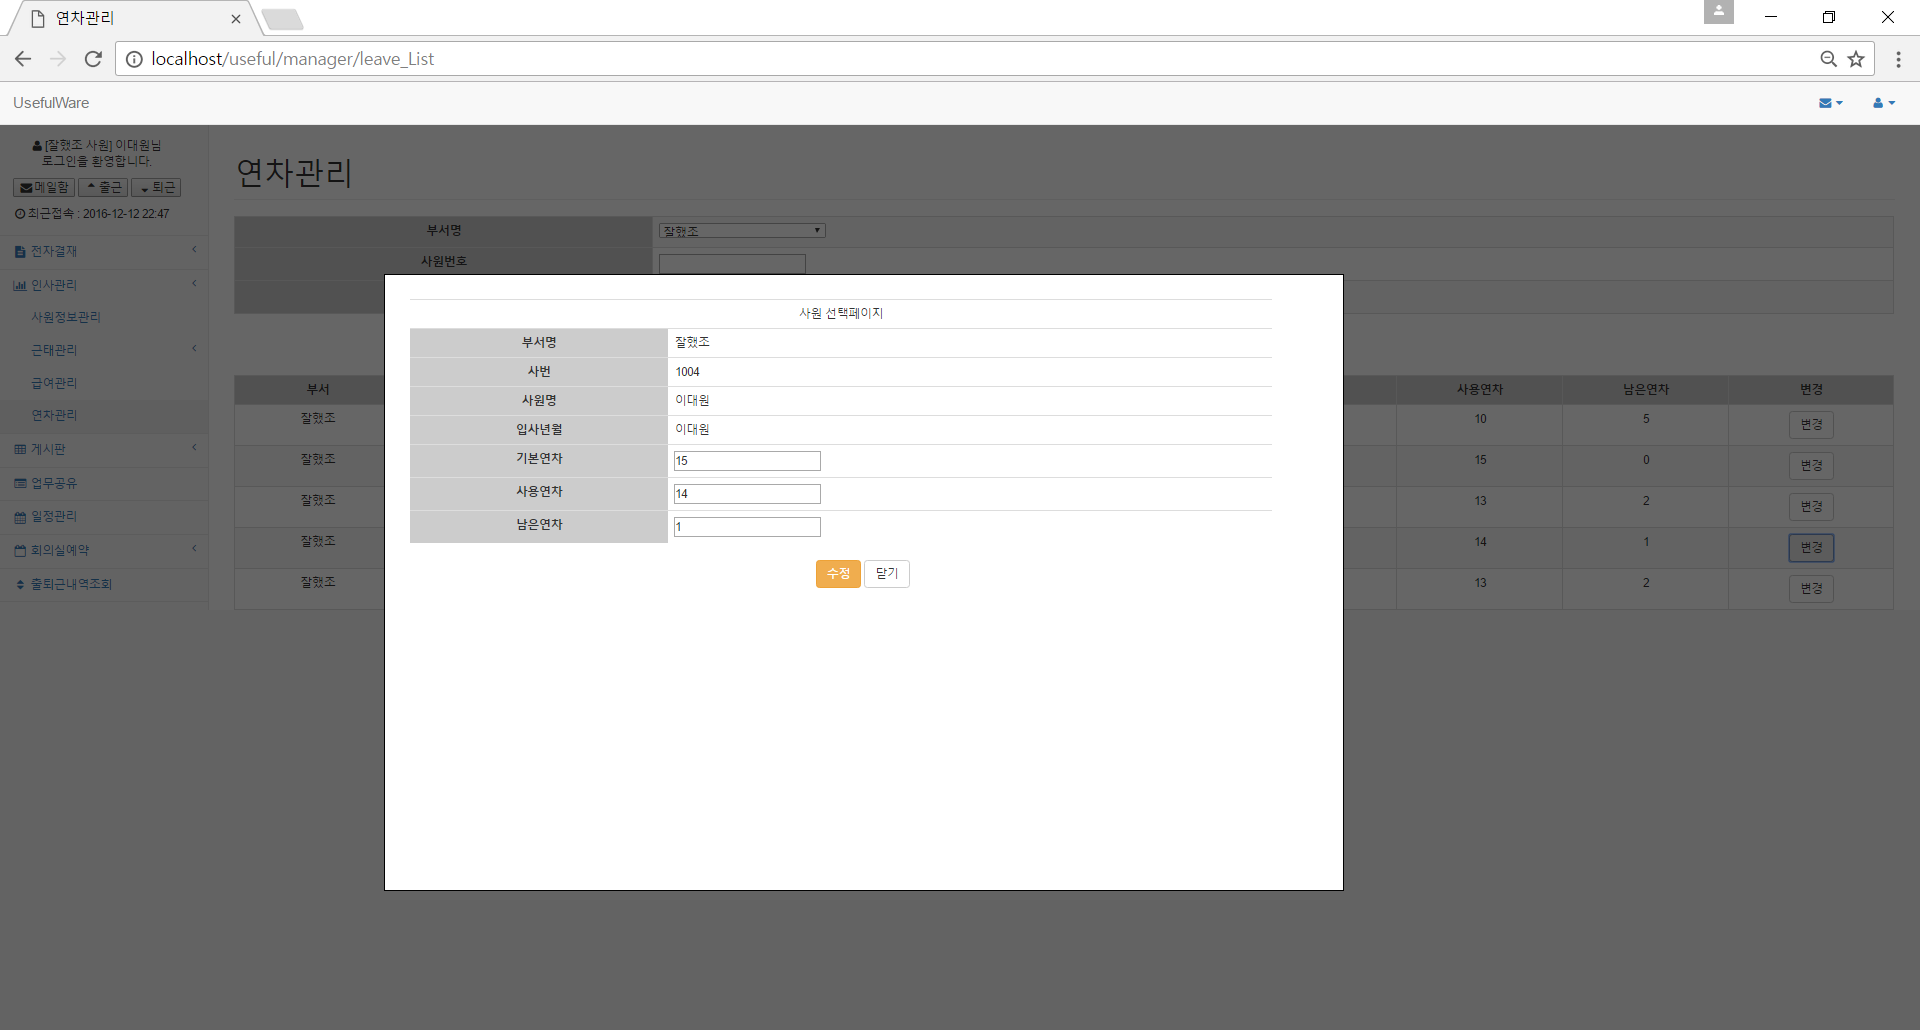 연차관리
localhost/useful/manager/leave_List
UsefulWare
[잘했조 사원] 이대원님
로그인을 환영합니다.
메일함 출근 퇴근
최근접속 : 2016-12-12 22:47
전자결재
인사관리
사원정보관리
근태관리
급여관리
연차관리
게시판
업무공유
일정관리
회의실예약
출퇴근내역조회
연차관리
부서명 잘했조
사원번호
부서 사용연차 남은연차 변경
잘했조 10 5 변경
잘했조 15 0 변경
잘했조 13 2 변경
잘했조 14 1 변경
잘했조 13 2 변경
사원 선택페이지
부서명 잘했조
사번 1004
사원명 이대원
입사년월 이대원
기본연차 15
사용연차 14
남은연차 1
수정 닫기